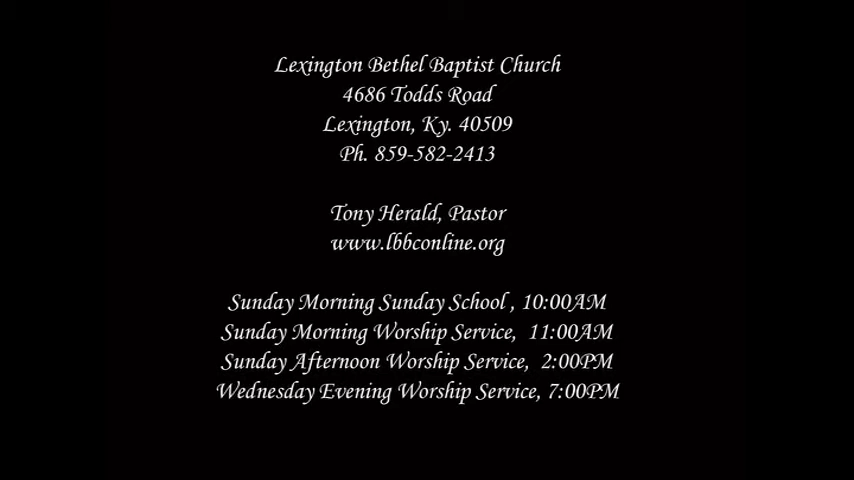 Lexington Bethel Baptist Church
4686 Todds Road
Lexington, Ky. 40509
Ph. 859-582-2413
Tony Herald, Pastor
www.lbbconline.org
Sunday Morning Sunday School , 10:00AM
Sunday Morning Worship Service, 11:00AM
Sunday Afternoon Worship Service, 2:00PM
Wednesday Evening Worship Service, 7:00PM